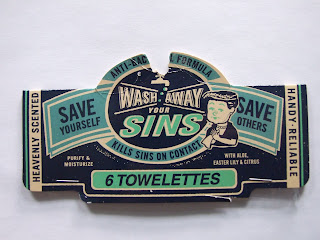 ANTI-BAC L FORMULA
WASH AWAY
YOUR
SINS
KILLS SINS ON CONTACT
HEAVENLY SCENTED
SAVE
YOURSELF
PURIFY &
MOISTURIZE
SAVE
OTHERS
WITH ALOE,
EASTER LILY & CITRUS
HANDY-RELIABLE
6 TOWELETTES